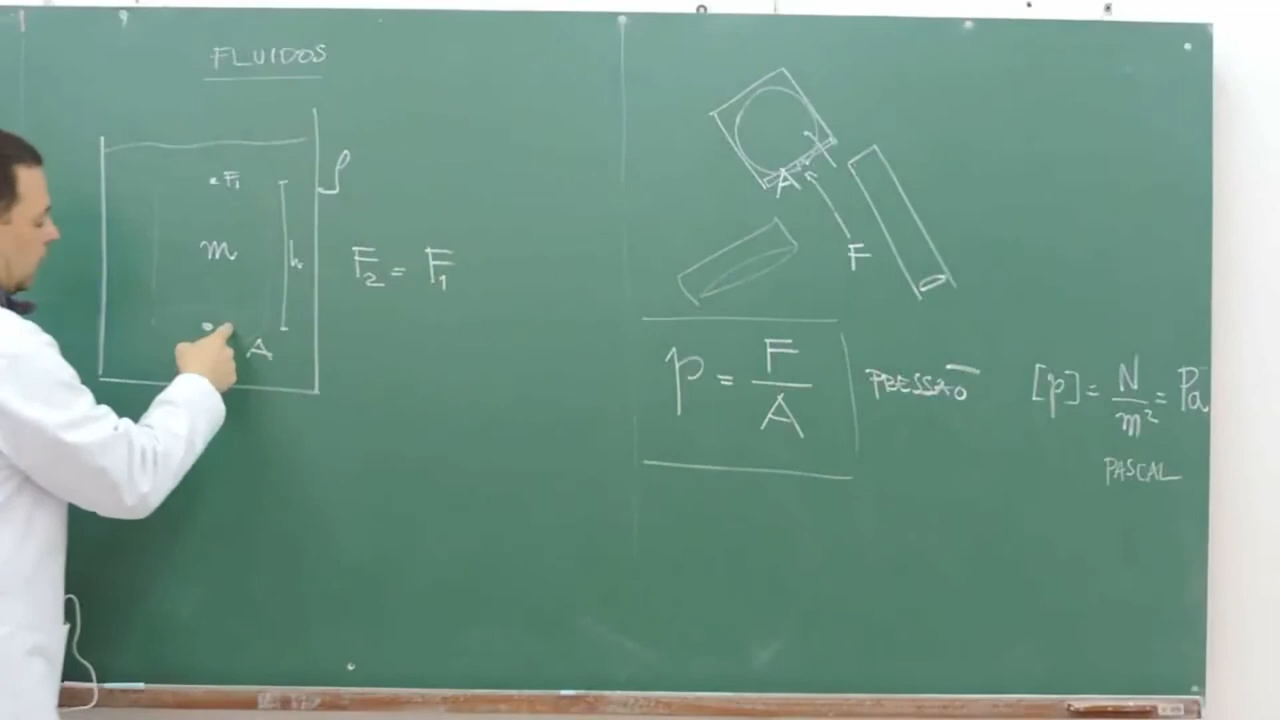 FLUIDOS
F₁
ρ
m
h
A
F₂ = F₁
A
F
p = F/A
PRESSÃO
[p] = N/m² = Pa
PASCAL